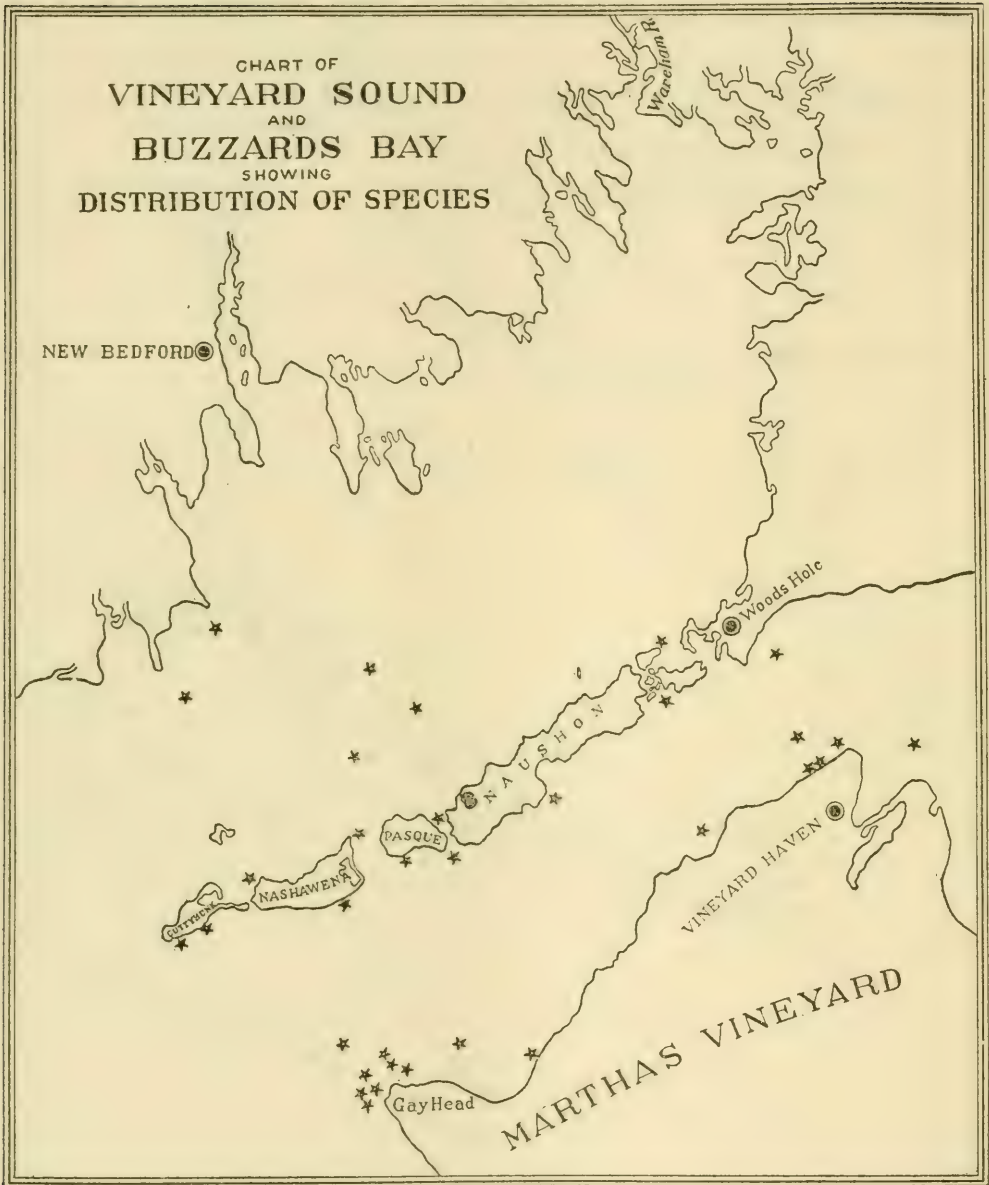 CHART OF
VINEYARD SOUND
AND
BUZZARDS BAY
SHOWING
DISTRIBUTION OF SPECIES
Wareham R.
NEW BEDFORD
Woods Hole
NAUSHON
PASQUE
NASHAWENA
CUTTYHUNK
VINEYARD HAVEN
MARTHAS VINEYARD
Gay Head